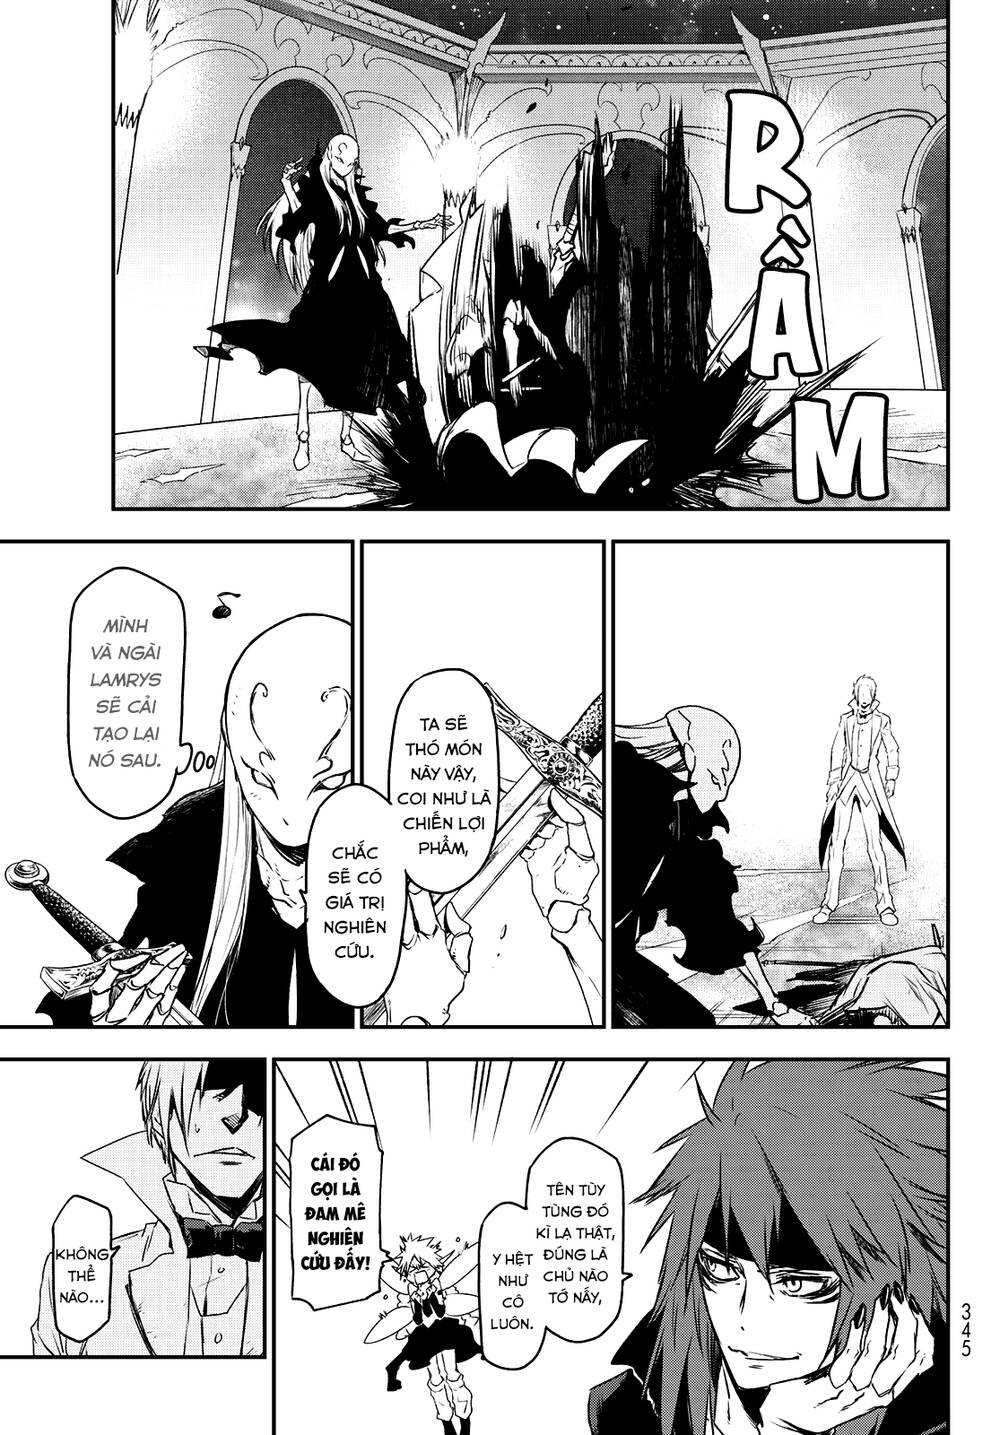 RÂM
TA SẼ
THÓ MÓN
NÀY VẬY,
COI NHƯ LÀ
CHIẾN LỢI
PHẨM,
CHẮC
SẼ CÓ
GIÁ TRỊ
NGHIÊN
CỨU.
MÌNH
VÀ NGÀI
LAMRYS
SẼ CẢI
TẠO LẠI
NÓ SAU.
TÊN TÙY
TÙNG ĐÓ
KÌ LẠ THẬT,
ĐÚNG LÀ
CHỦ NÀO
TỚ NẤY,
Y HỆT
NHƯ
CÔ
LUÔN.
CÁI ĐÓ
GỌI LÀ
ĐAM MÊ
NGHIÊN
CỨU ĐẤY!
KHÔNG
THỂ
NÀO...
345